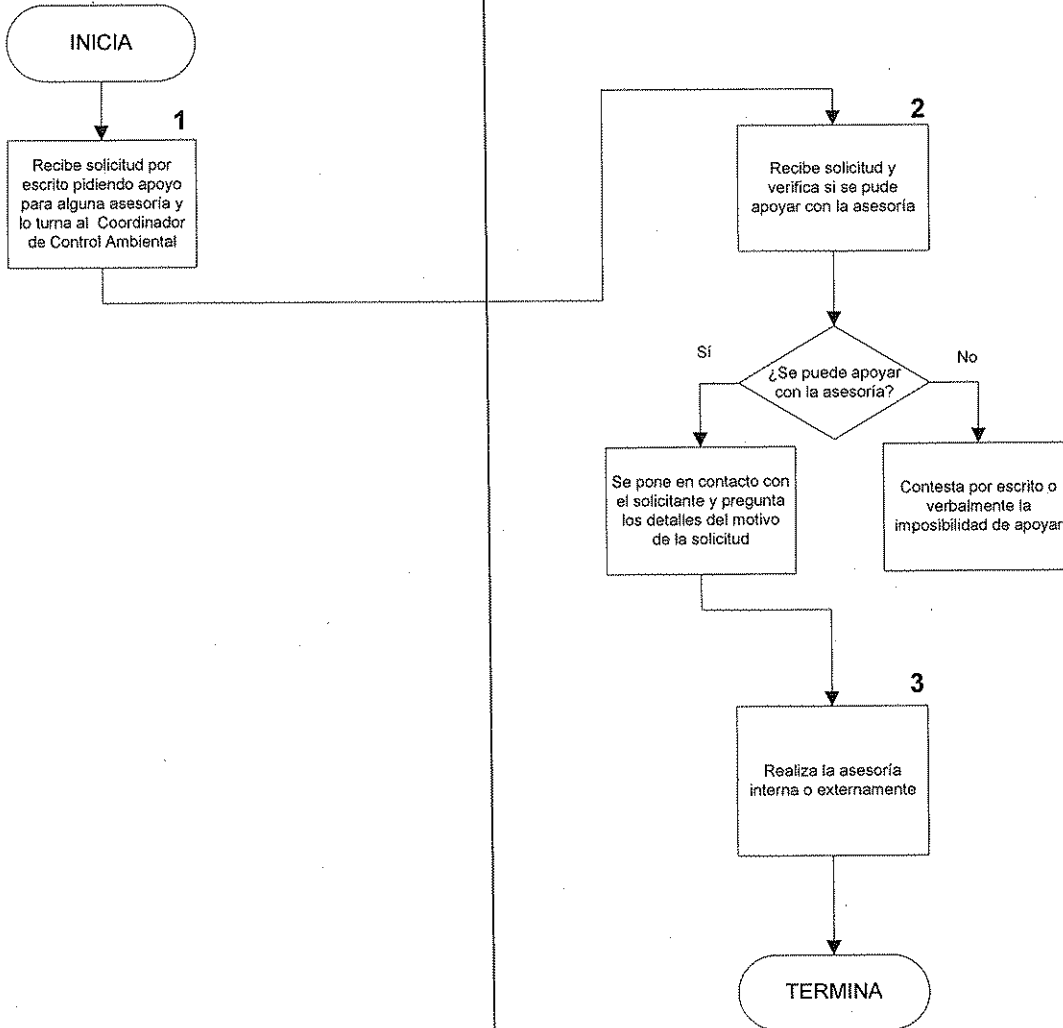 INICIA
1
Recibe solicitud por
escrito pidiendo apoyo
para alguna asesoría y
lo turna al Coordinador
de Control Ambiental
2
Recibe solicitud y
verifica si se pude
apoyar con la asesoría
¿Se puede apoyar
con la asesoría?
Sí
No
Se pone en contacto con
el solicitante y pregunta
los detalles del motivo
de la solicitud
Contesta por escrito o
verbalmente la
imposibilidad de apoyar
3
Realiza la asesoría
interna o externamente
TERMINA